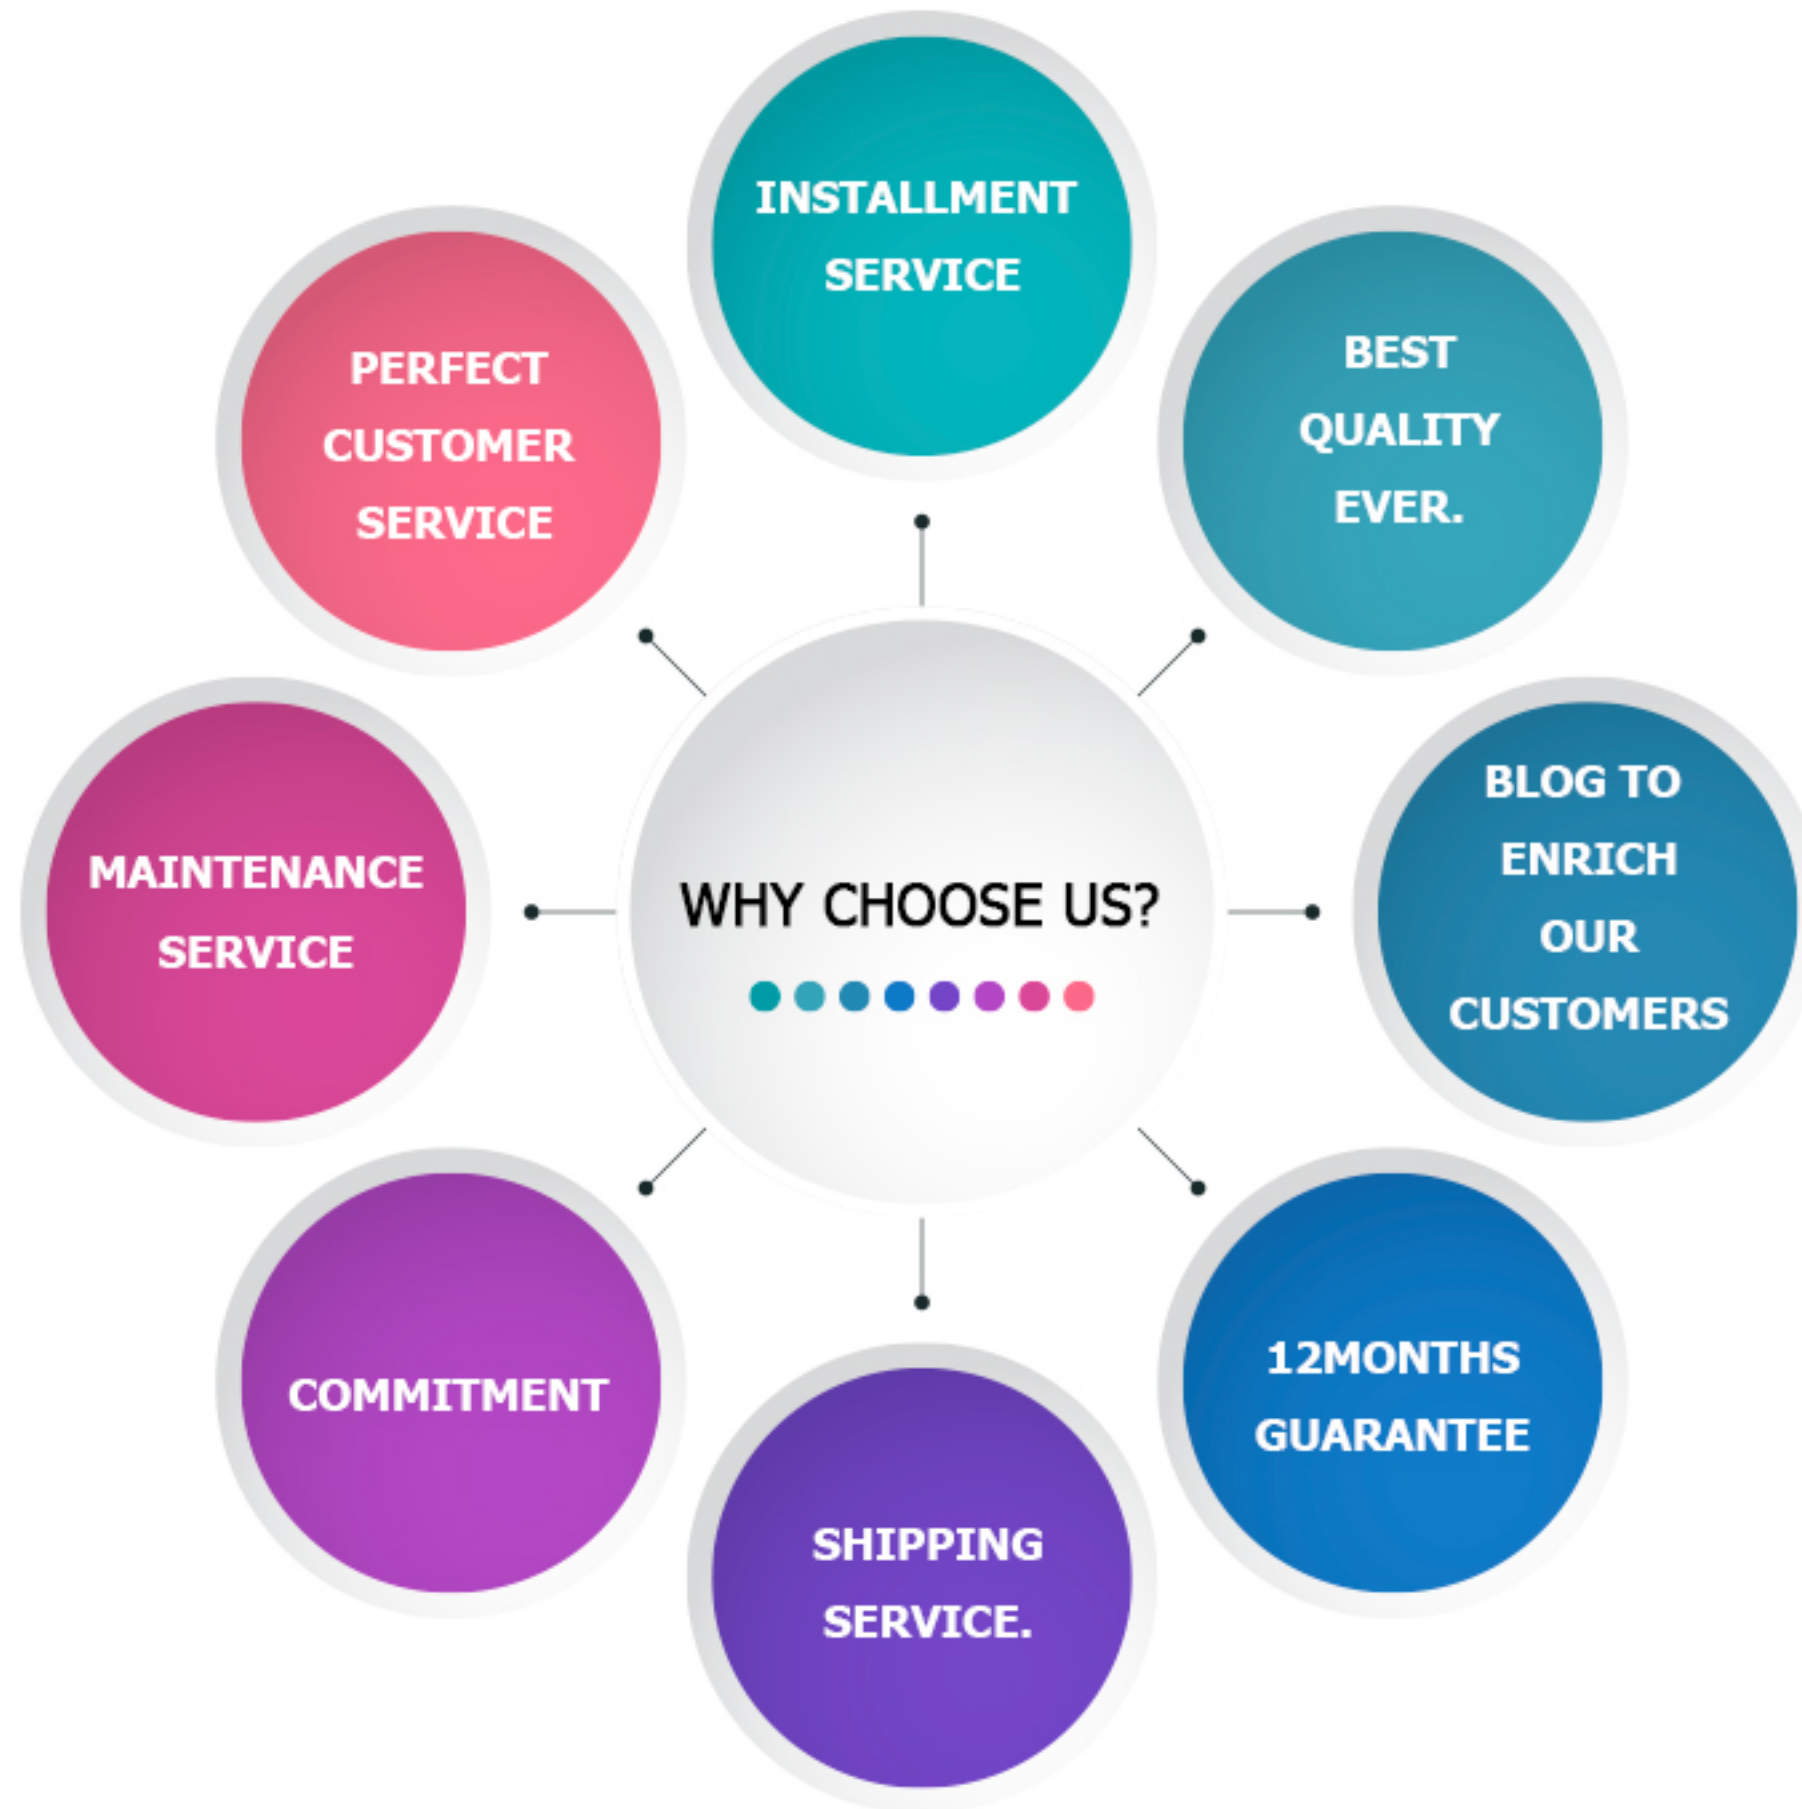 WHY CHOOSE US?
INSTALLMENT
SERVICE
BEST
QUALITY
EVER.
BLOG TO
ENRICH
OUR
CUSTOMERS
12MONTHS
GUARANTEE
SHIPPING
SERVICE.
COMMITMENT
MAINTENANCE
SERVICE
PERFECT
CUSTOMER
SERVICE